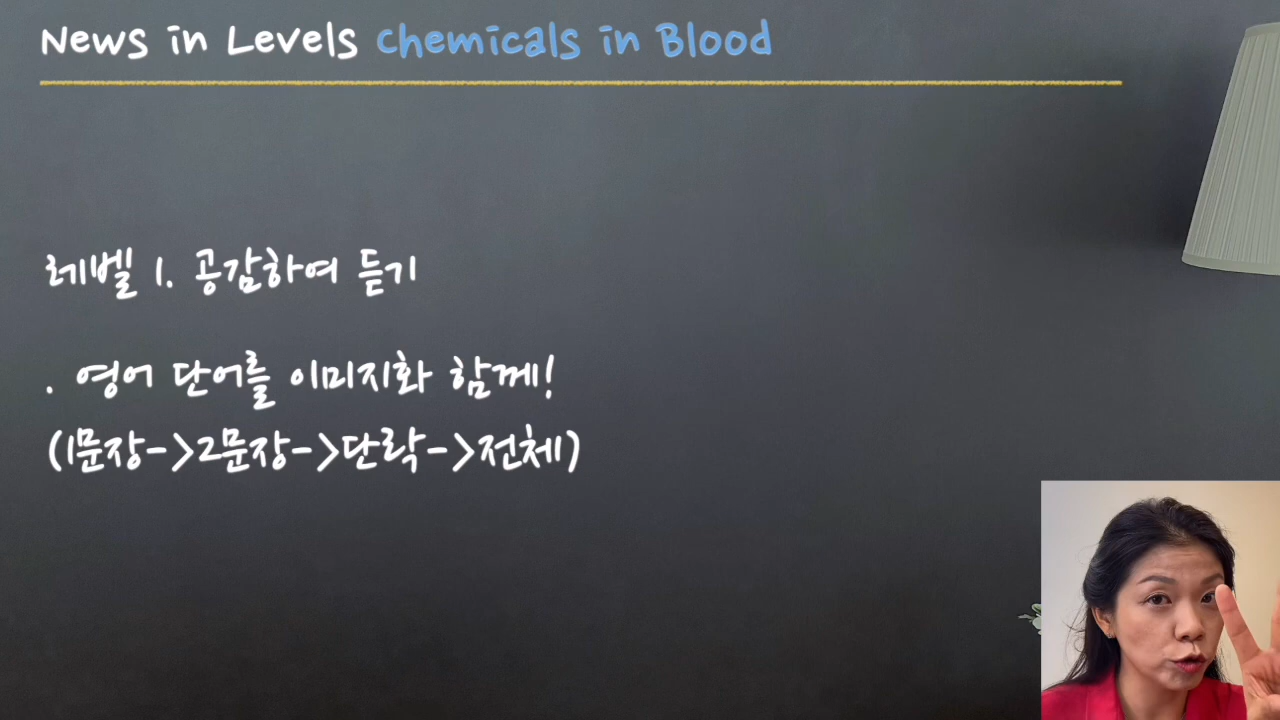 News in Levels Chemicals in Blood
레벨 1. 공감하여 듣기
. 영어 단어를 이미지화 함께!
(1문장->2문장->단락->전체)